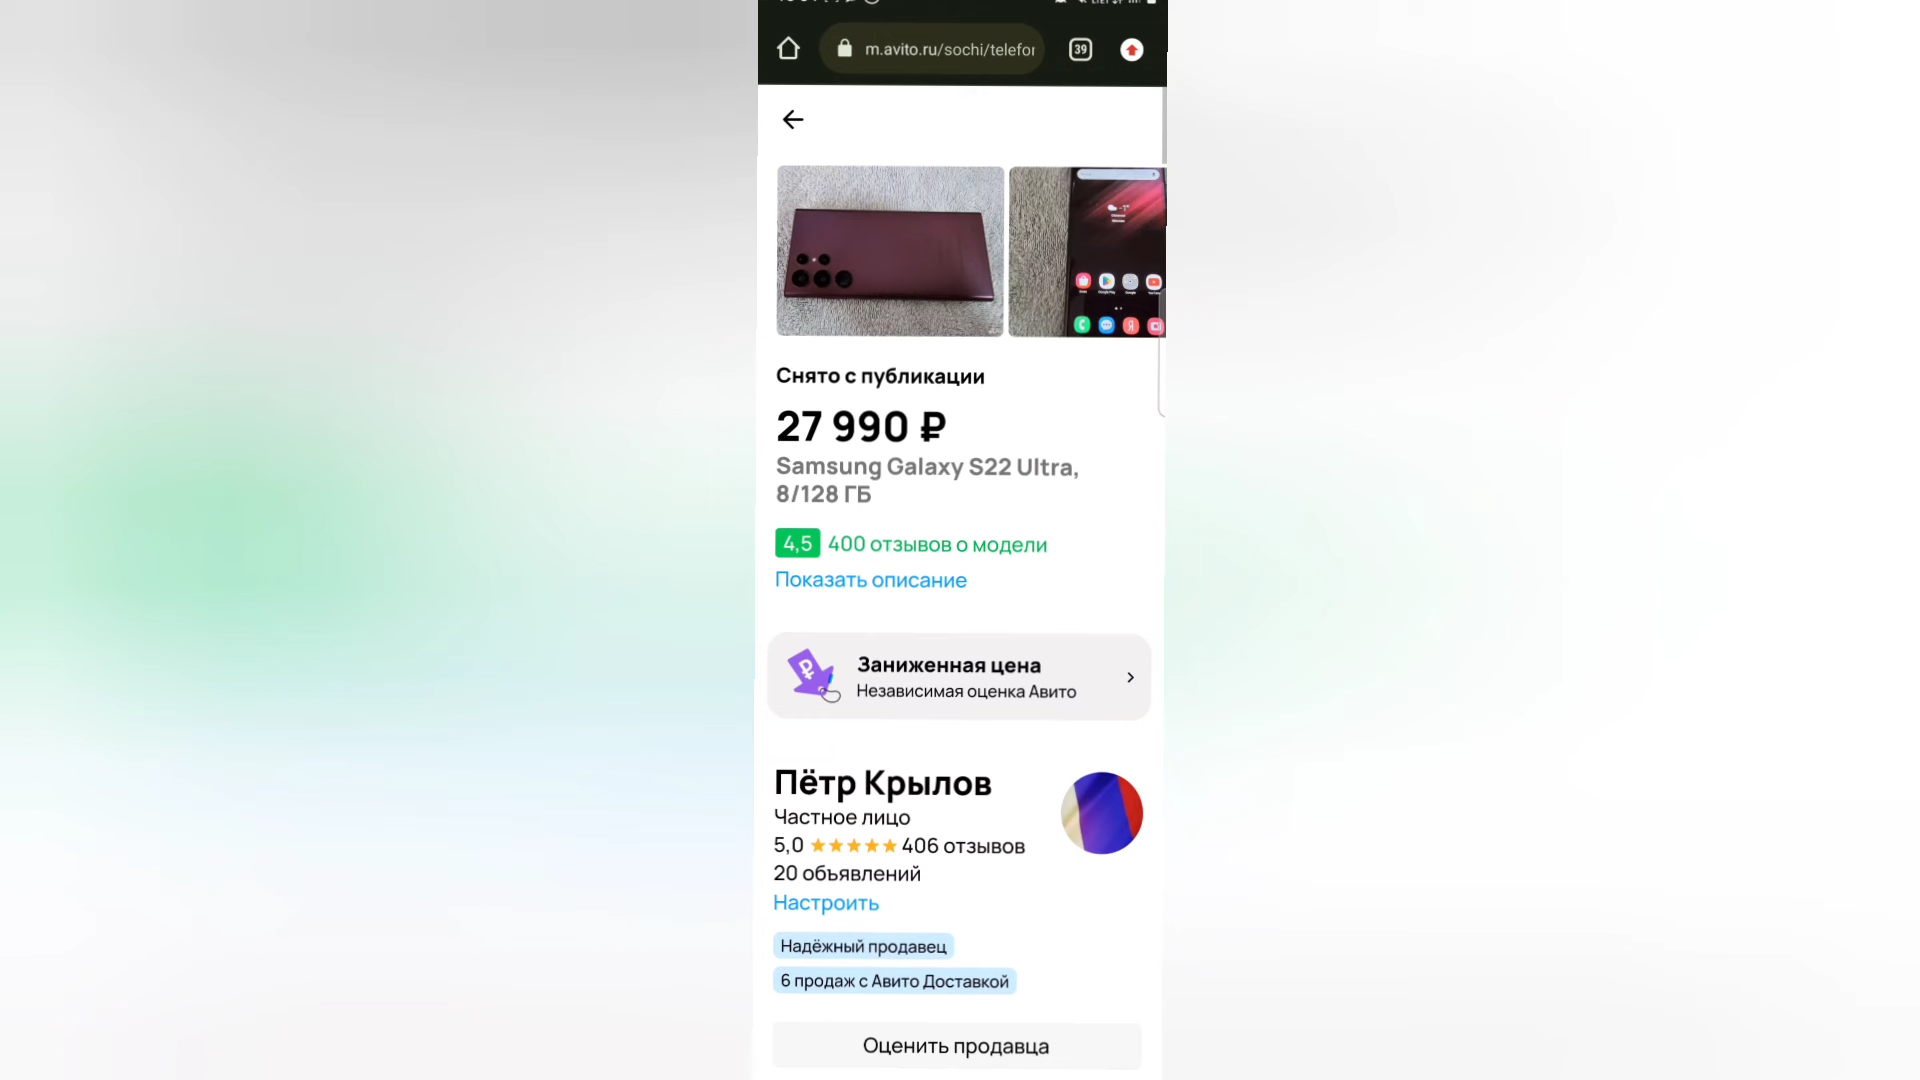 m.avito.ru/sochi/telefor
39
Снято с публикации
27 990 ₽
Samsung Galaxy S22 Ultra,
8/128 ГБ
4,5 400 отзывов о модели
Показать описание
Заниженная цена
Независимая оценка Авито
Пётр Крылов
Частное лицо
5,0 406 отзывов
20 объявлений
Настроить
Надёжный продавец
6 продаж с Авито Доставкой
Оценить продавца